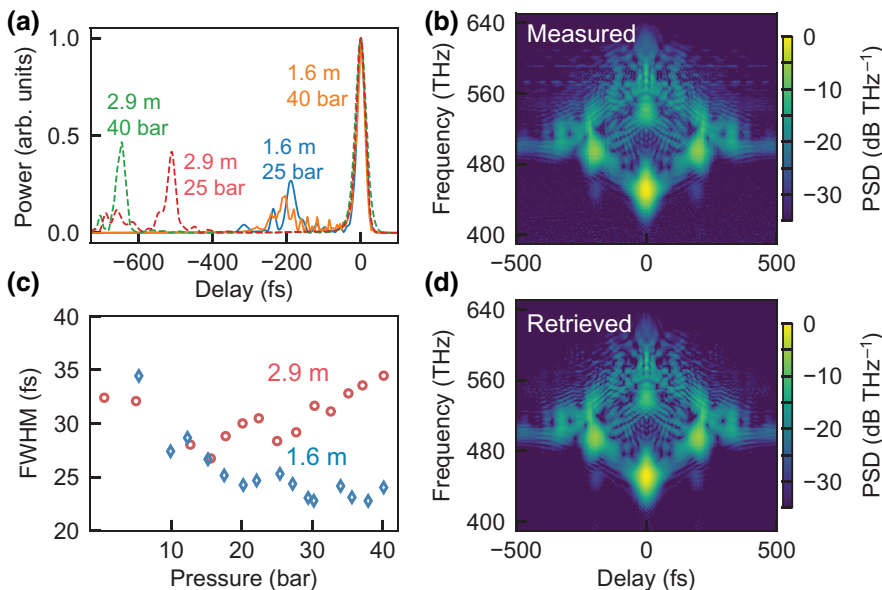 (a)
Power (arb. units)
1.0
0.5
0.0
2.9 m
40 bar
2.9 m
25 bar
1.6 m
25 bar
1.6 m
40 bar
−600
−400
−200
0
Delay (fs)
(b)
Frequency (THz)
640
560
480
400
Measured
−500
0
500
0
−10
−20
−30
PSD (dB THz⁻¹)
(c)
FWHM (fs)
40
35
30
25
20
2.9 m
1.6 m
10
20
30
40
Pressure (bar)
(d)
Frequency (THz)
640
560
480
400
Retrieved
−500
0
500
Delay (fs)
0
−10
−20
−30
PSD (dB THz⁻¹)